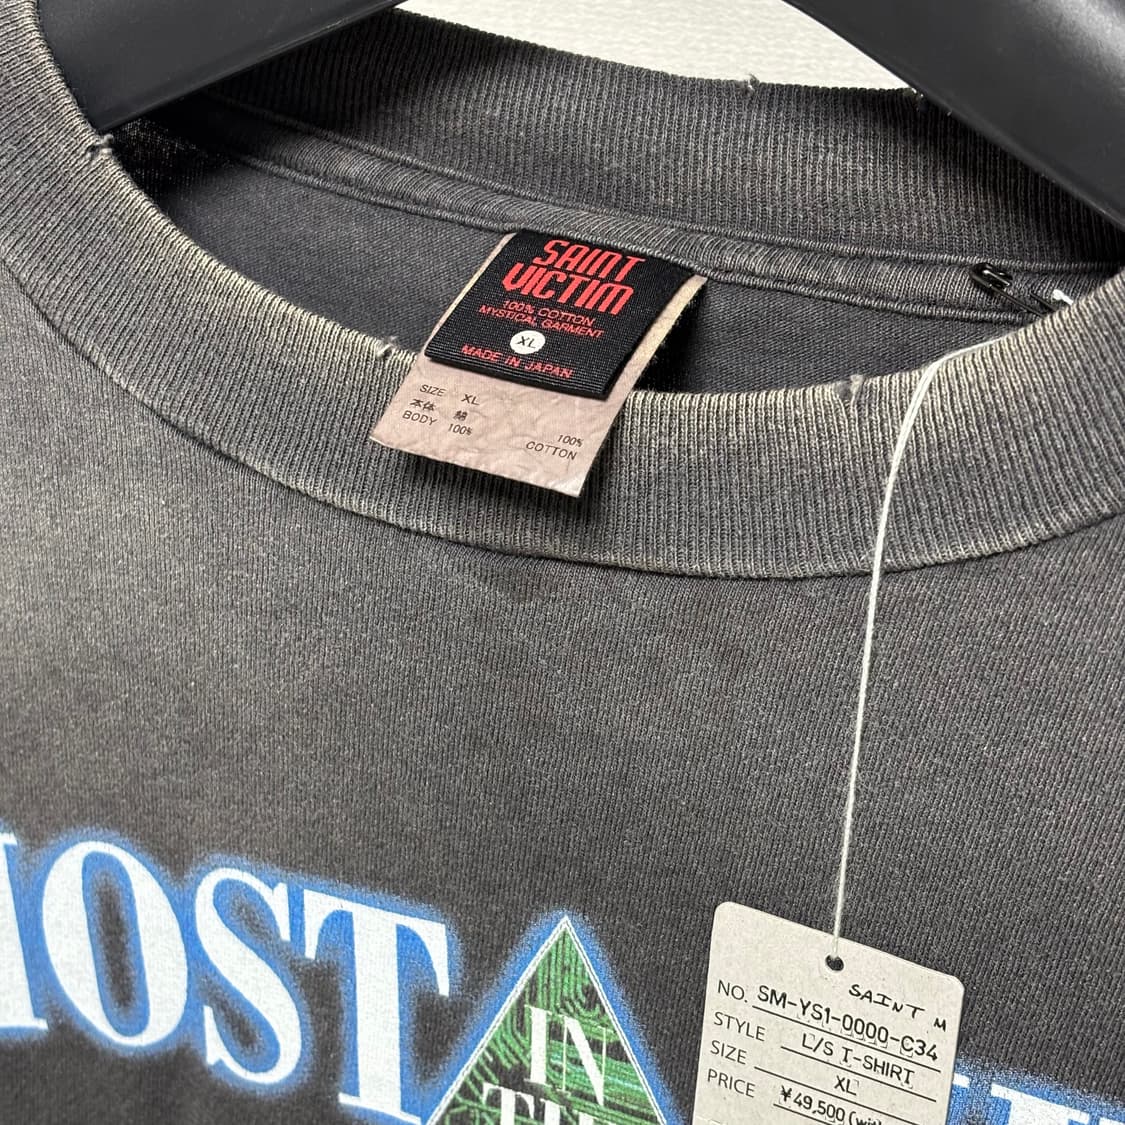 SAINT
VICTIM
100% COTTON
MYSTICAL GARMENT
XL
MADE IN JAPAN
SIZE XL
本体 綿
BODY 100%
100%
COTTON
HOST
IN
THE
SAINT M
NO. SM-YS1-0000-C34
STYLE L/S T-SHIRT
SIZE XL
PRICE ¥49,500